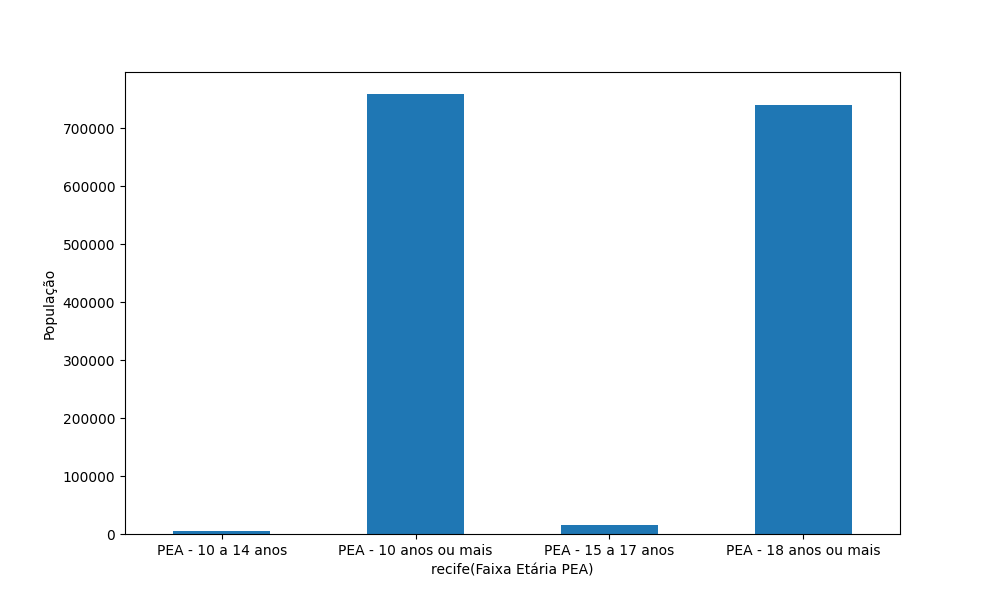 700000
600000
500000
400000
300000
200000
100000
0
População
PEA - 10 a 14 anos
PEA - 10 anos ou mais
PEA - 15 a 17 anos
PEA - 18 anos ou mais
recife(Faixa Etária PEA)